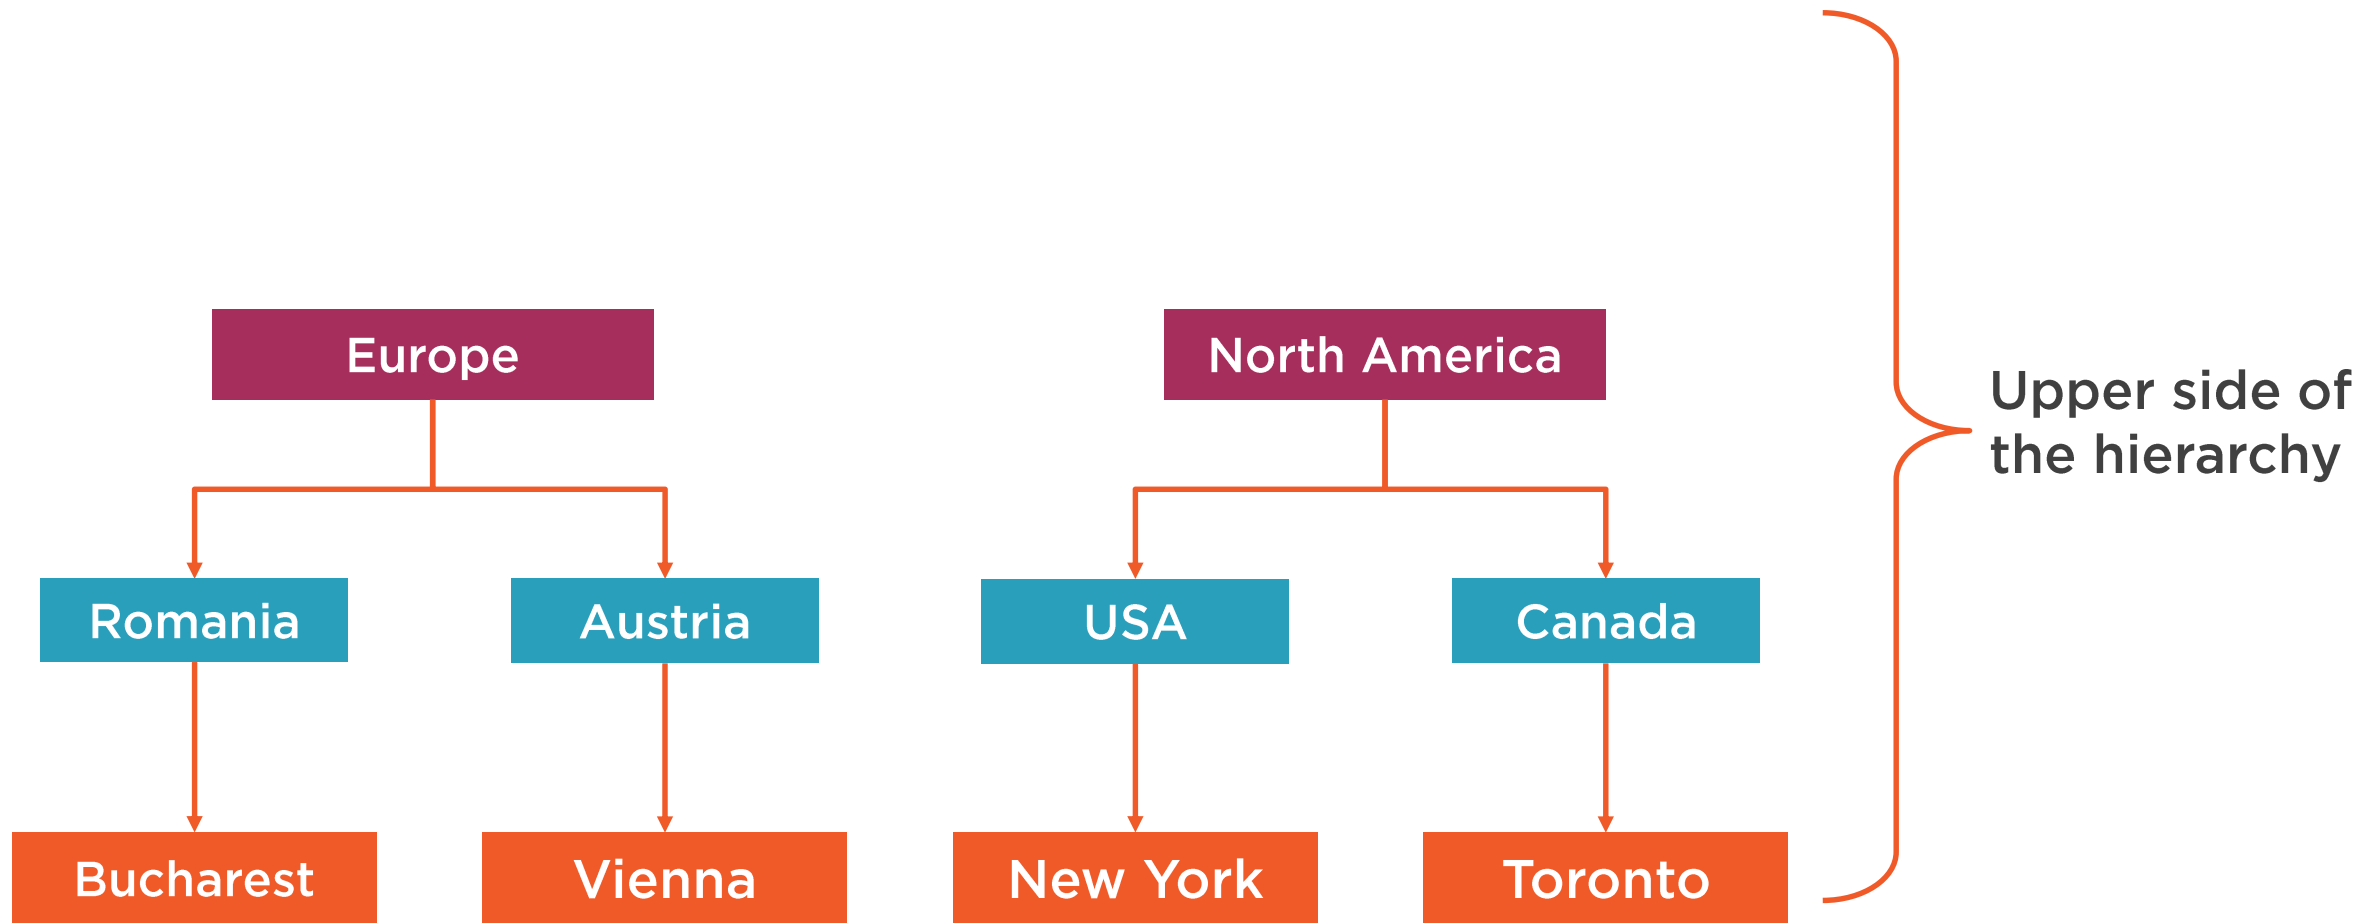 Europe
North America
Upper side of
the hierarchy
Romania
Austria
USA
Canada
Bucharest
Vienna
New York
Toronto